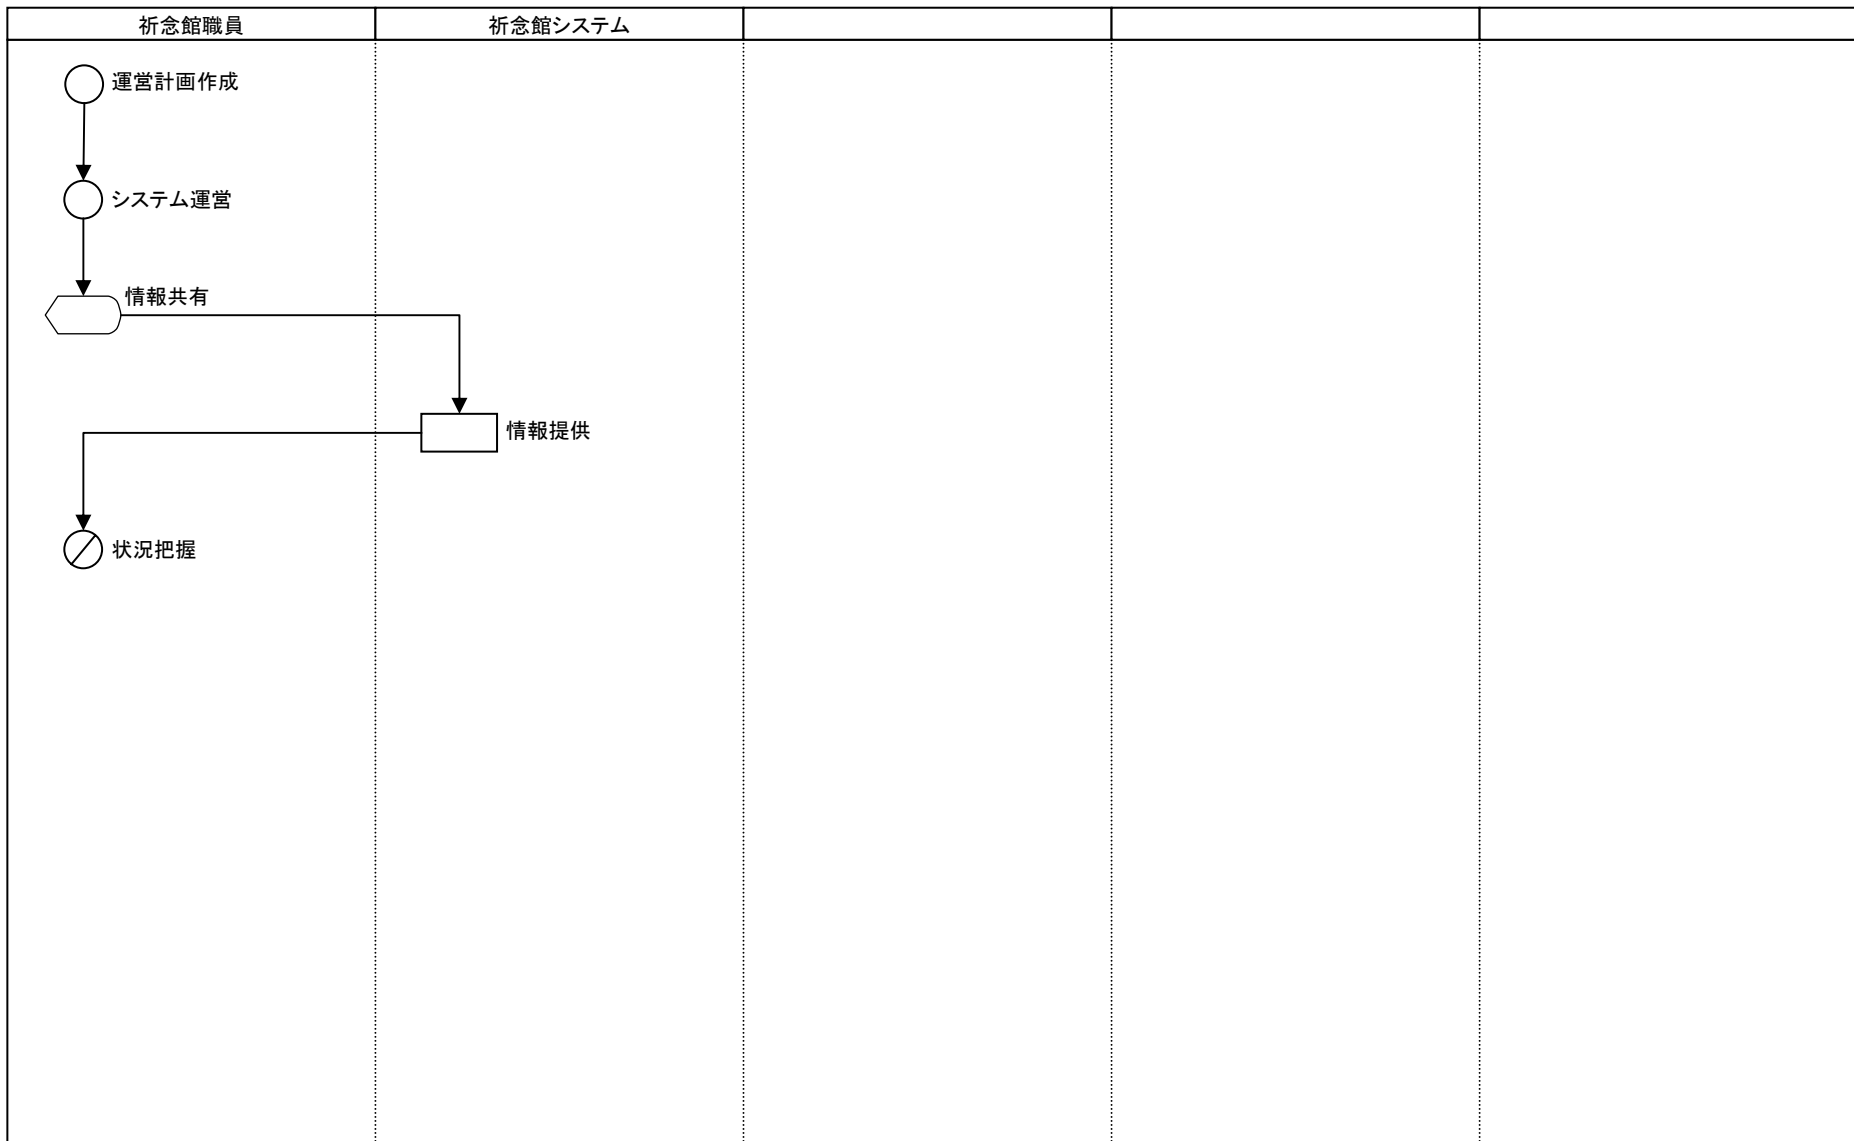 祈念館職員
祈念館システム
運営計画作成
システム運営
情報共有
情報提供
状況把握